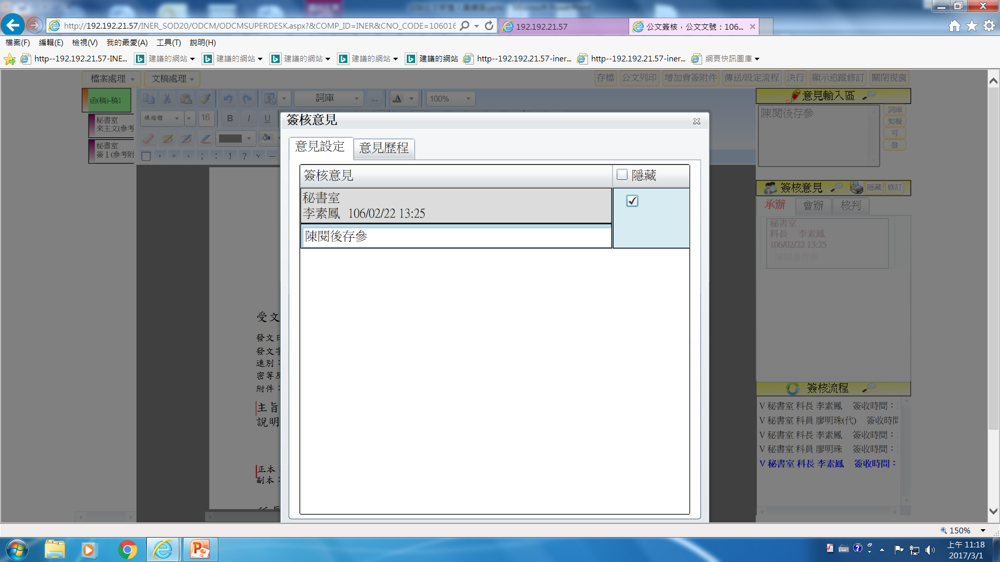 http://192.192.21.57/INER_SOD20/ODCM/ODCMSUPERDESK.aspx?&COMP_ID=INER&CNO_CODE=106016
192.192.21.57
公文簽核，公文文號：106...
檔案(F) 編輯(E) 檢視(V) 我的最愛(A) 工具(T) 說明(H)
http--192.192.21.57-INE... 建議的網站 建議的網站 建議的網站 建議的網站 建議的網站 http--192.192.21.57-iner... http--192.192.21.57-iner... 網頁快訊圖庫
檔案處理 文稿處理 存檔 公文列印 增加會簽附件 傳送/設定流程 決行 顯示追蹤修訂 關閉視窗
函(稿)-稿1
秘書室
來主文(參考
秘書室
簽1(參考附
詞庫 ... A 100%
標楷體 16 B I U
， 。 、 ； ： ！ ？
受文
發文日
發文字
速別：
密等及
附件：
主旨
說明
正本：
副本：
簽核意見
意見設定 意見歷程
簽核意見 隱藏
秘書室
李素鳳 106/02/22 13:25
陳閱後存參
意見輸入區
陳閱後存參
詞庫
如擬
可
發
簽核意見 隱藏 修訂
承辦 會辦 核判
秘書室
科長 李素鳳
106/02/22 13:25
陳閱後存參
簽核流程
V 秘書室 科長 李素鳳 簽收時間：
V 秘書室 科員 廖明珠(代) 簽收時間
V 秘書室 科長 李素鳳 簽收時間：
V 秘書室 科員 廖明珠 簽收時間：
V 秘書室 科長 李素鳳 簽收時間：
150%
上午 11:18
2017/3/1